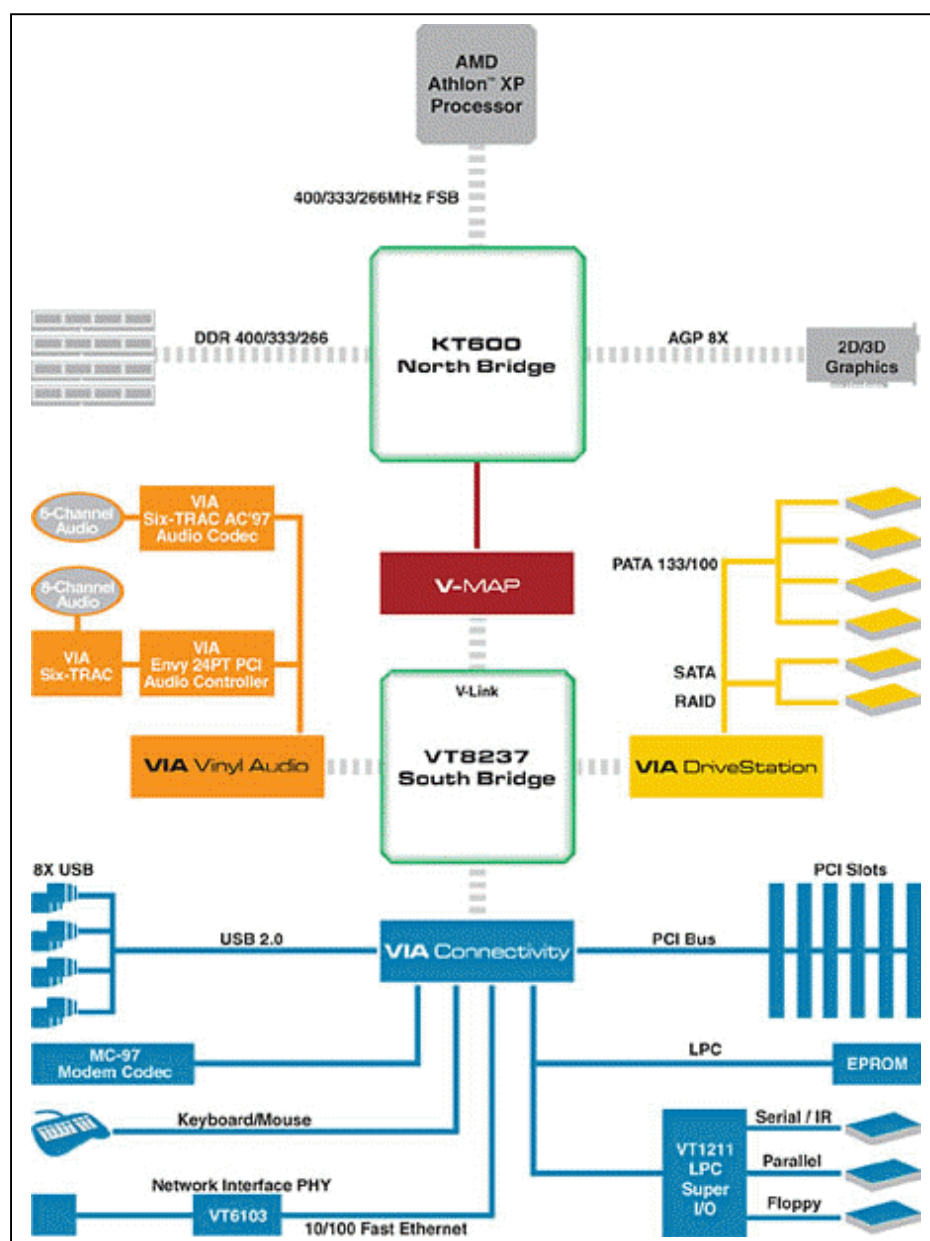 AMD
Athlon™ XP
Processor
400/333/266MHz FSB
KT600
North Bridge
DDR 400/333/266
AGP 8X
2D/3D
Graphics
6-Channel
Audio
VIA
Six-TRAC AC'97
Audio Codec
V-MAP
PATA 133/100
8-Channel
Audio
VIA
Six-TRAC
VIA
Envy 24PT PCI
Audio Controller
SATA
RAID
V-Link
VT8237
South Bridge
VIA Vinyl Audio
VIA DriveStation
8X USB
PCI Slots
USB 2.0
VIA Connectivity
PCI Bus
MC-97
Modem Codec
LPC
EPROM
Keyboard/Mouse
Serial / IR
VT1211
LPC
Super
I/O
Parallel
Floppy
Network Interface PHY
VT6103
10/100 Fast Ethernet